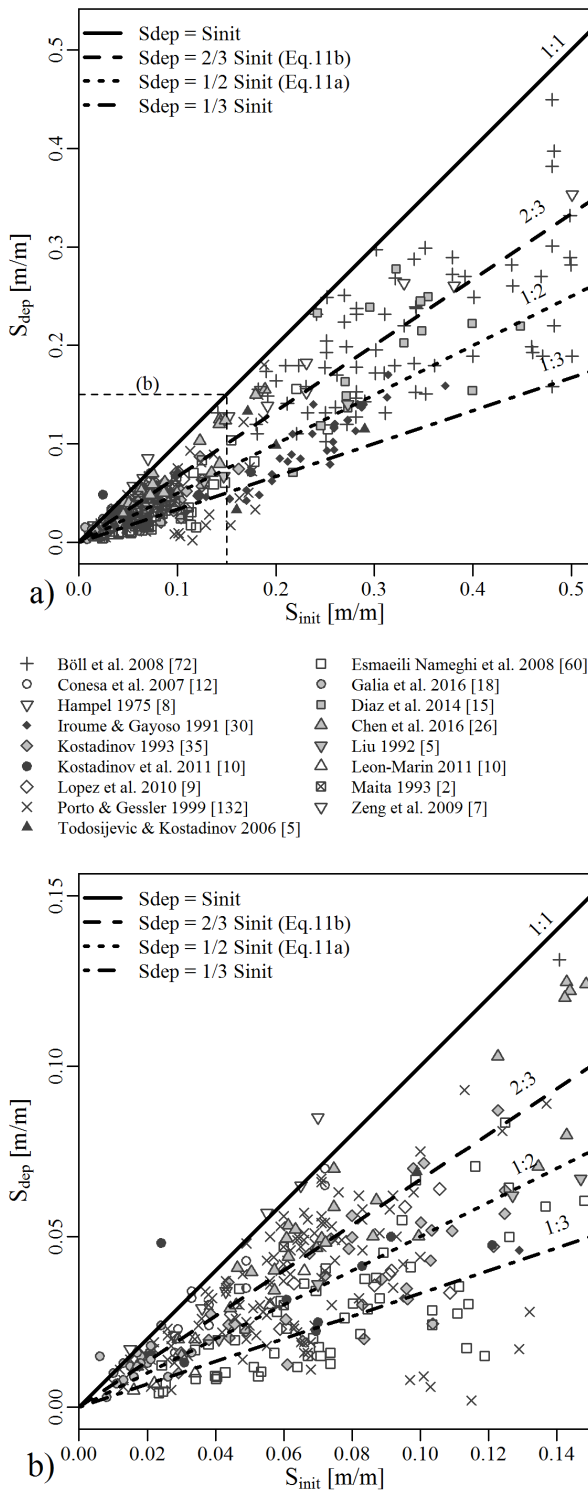 Sdep = Sinit
Sdep = 2/3 Sinit (Eq.11b)
Sdep = 1/2 Sinit (Eq.11a)
Sdep = 1/3 Sinit
1:1
2:3
1:2
1:3
(b)
0.5
0.4
0.3
0.2
0.1
0.0
Sdep [m/m]
0.0 0.1 0.2 0.3 0.4 0.5
Sinit [m/m]
a)
Böll et al. 2008 [72]
Conesa et al. 2007 [12]
Hampel 1975 [8]
Iroume & Gayoso 1991 [30]
Kostadinov 1993 [35]
Kostadinov et al. 2011 [10]
Lopez et al. 2010 [9]
Porto & Gessler 1999 [132]
Todosijevic & Kostadinov 2006 [5]
Esmaeili Nameghi et al. 2008 [60]
Galia et al. 2016 [18]
Diaz et al. 2014 [15]
Chen et al. 2016 [26]
Liu 1992 [5]
Leon-Marin 2011 [10]
Maita 1993 [2]
Zeng et al. 2009 [7]
Sdep = Sinit
Sdep = 2/3 Sinit (Eq.11b)
Sdep = 1/2 Sinit (Eq.11a)
Sdep = 1/3 Sinit
1:1
2:3
1:2
1:3
0.15
0.10
0.05
0.00
Sdep [m/m]
0.00 0.02 0.04 0.06 0.08 0.10 0.12 0.14
Sinit [m/m]
b)